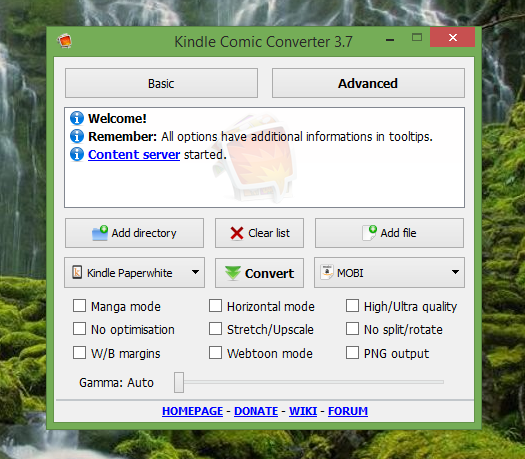 Kindle Comic Converter 3.7
Basic
Advanced
Welcome!
Remember: All options have additional informations in tooltips.
Content server started.
Add directory
Clear list
Add file
Kindle Paperwhite
Convert
MOBI
Manga mode
Horizontal mode
High/Ultra quality
No optimisation
Stretch/Upscale
No split/rotate
W/B margins
Webtoon mode
PNG output
Gamma: Auto
HOMEPAGE - DONATE - WIKI - FORUM